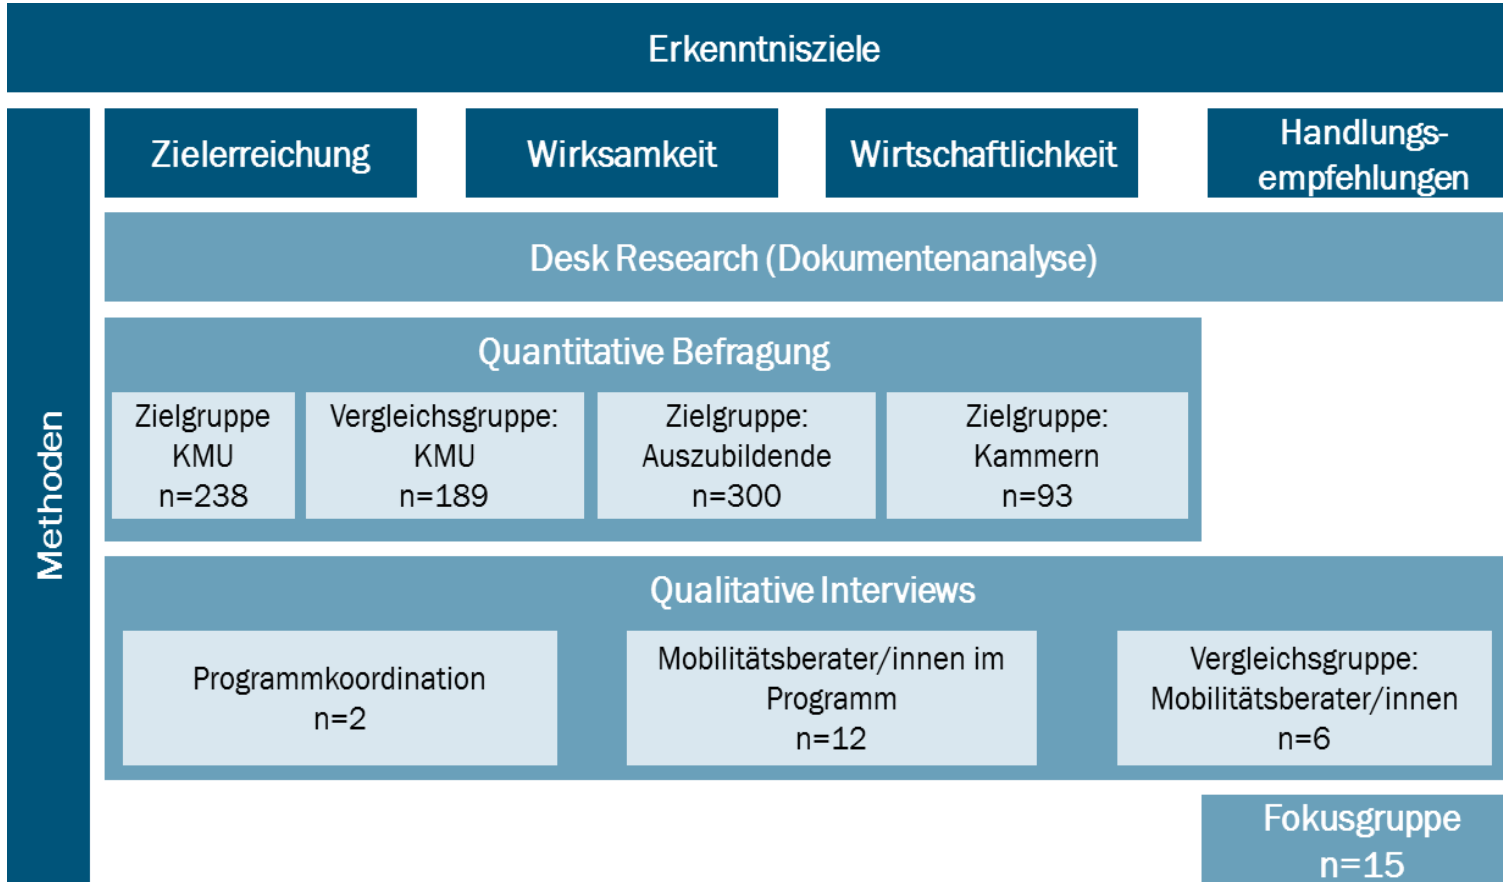 Erkenntnisziele
Methoden
Zielerreichung
Wirksamkeit
Wirtschaftlichkeit
Handlungs-
empfehlungen
Desk Research (Dokumentenanalyse)
Quantitative Befragung
Zielgruppe
KMU
n=238
Vergleichsgruppe:
KMU
n=189
Zielgruppe:
Auszubildende
n=300
Zielgruppe:
Kammern
n=93
Qualitative Interviews
Programmkoordination
n=2
Mobilitätsberater/innen im
Programm
n=12
Vergleichsgruppe:
Mobilitätsberater/innen
n=6
Fokusgruppe
n=15